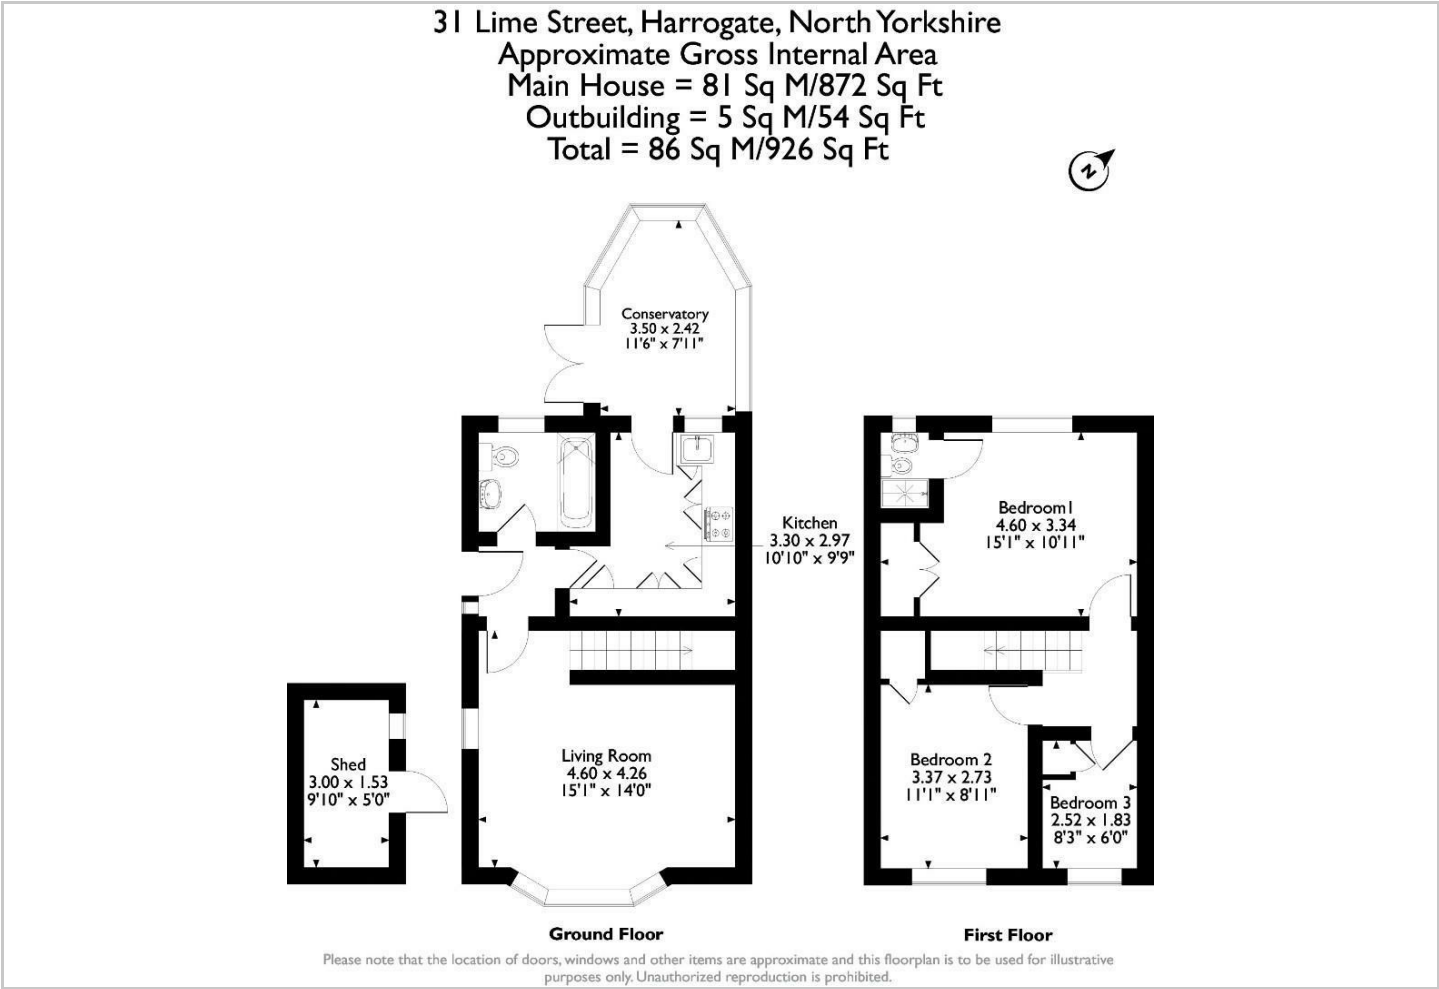 31 Lime Street, Harrogate, North Yorkshire
Approximate Gross Internal Area
Main House = 81 Sq M/872 Sq Ft
Outbuilding = 5 Sq M/54 Sq Ft
Total = 86 Sq M/926 Sq Ft
N
Conservatory
3.50 x 2.42
11'6" x 7'11"
Kitchen
3.30 x 2.97
10'10" x 9'9"
Bedroom1
4.60 x 3.34
15'1" x 10'11"
Living Room
4.60 x 4.26
15'1" x 14'0"
Shed
3.00 x 1.53
9'10" x 5'0"
Bedroom 2
3.37 x 2.73
11'1" x 8'11"
Bedroom 3
2.52 x 1.83
8'3" x 6'0"
Ground Floor
First Floor
Please note that the location of doors, windows and other items are approximate and this floorplan is to be used for illustrative
purposes only. Unauthorized reproduction is prohibited.